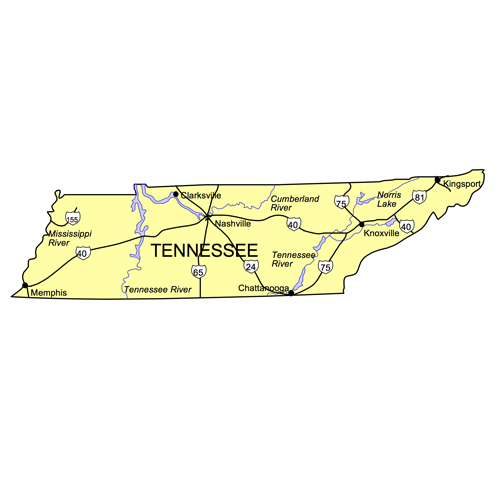 Clarksville
Cumberland
River
Norris
Lake
Kingsport
81
75
155
Nashville
40
Mississippi
River
Knoxville
40
40
TENNESSEE
Tennessee
River
65
24
75
Memphis
Tennessee River
Chattanooga